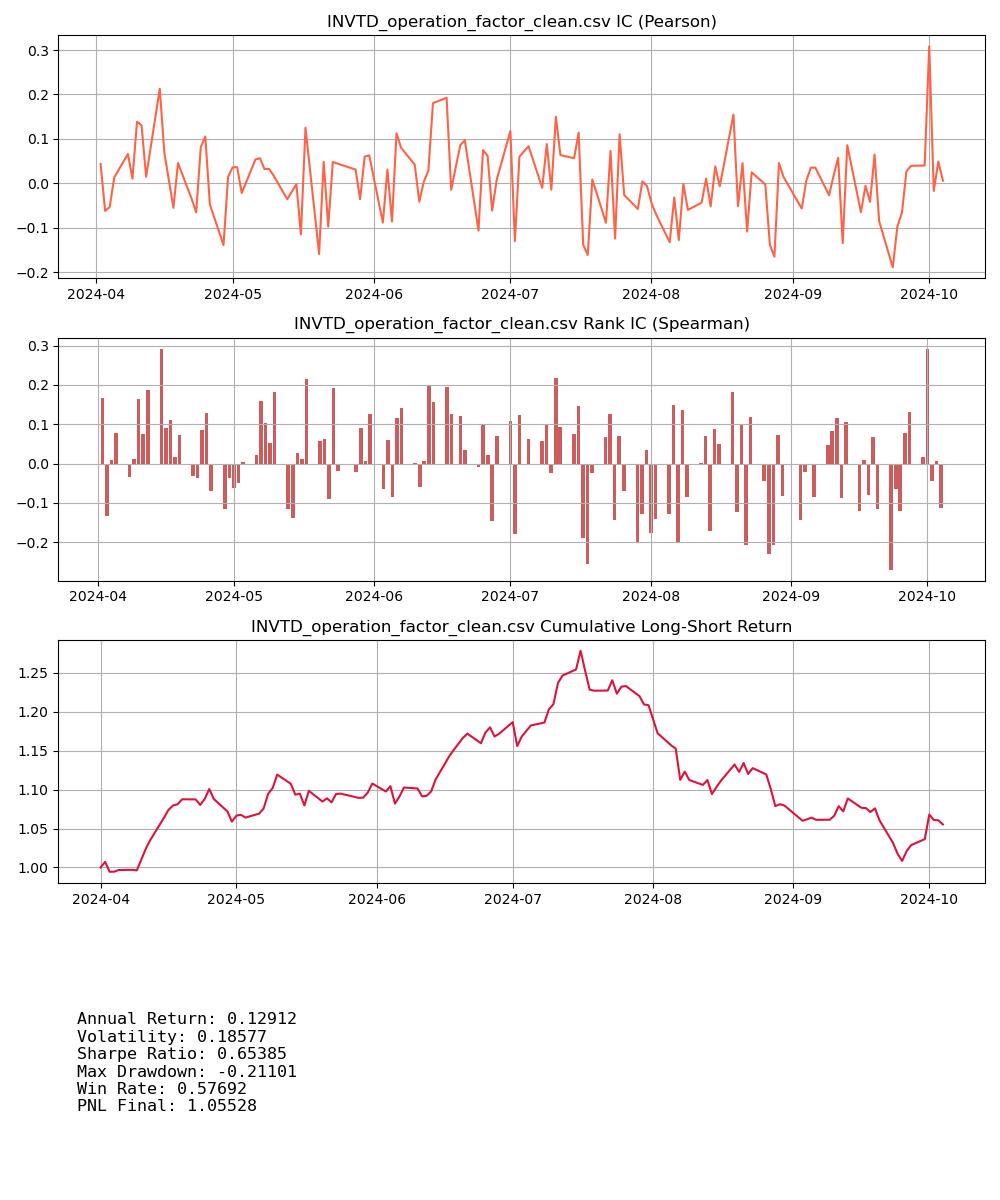 INVTD_operation_factor_clean.csv IC (Pearson)
0.3
0.2
0.1
0.0
−0.1
−0.2
2024-04 2024-05 2024-06 2024-07 2024-08 2024-09 2024-10
INVTD_operation_factor_clean.csv Rank IC (Spearman)
0.3
0.2
0.1
0.0
−0.1
−0.2
2024-04 2024-05 2024-06 2024-07 2024-08 2024-09 2024-10
INVTD_operation_factor_clean.csv Cumulative Long-Short Return
1.25
1.20
1.15
1.10
1.05
1.00
2024-04 2024-05 2024-06 2024-07 2024-08 2024-09 2024-10
Annual Return: 0.12912
Volatility: 0.18577
Sharpe Ratio: 0.65385
Max Drawdown: -0.21101
Win Rate: 0.57692
PNL Final: 1.05528